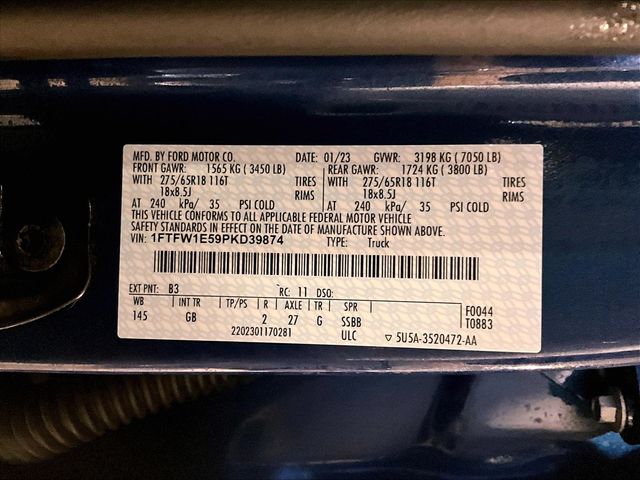 MFD. BY FORD MOTOR CO. DATE: 01/23 GVWR: 3198 KG ( 7050 LB)
FRONT GAWR: 1565 KG ( 3450 LB) REAR GAWR: 1724 KG ( 3800 LB)
WITH 275/65R18 116T TIRES WITH 275/65R18 116T TIRES
18x8.5J RIMS 18x8.5J RIMS
AT 240 kPa/ 35 PSI COLD AT 240 kPa/ 35 PSI COLD
THIS VEHICLE CONFORMS TO ALL APPLICABLE FEDERAL MOTOR VEHICLE
SAFETY STANDARDS IN EFFECT ON THE DATE OF MANUFACTURE SHOWN ABOVE.
VIN: 1FTFW1E59PKD39874 TYPE: Truck
EXT PNT: B3 RC: 11 DSO:
WB INT TR TP/PS R AXLE TR SPR F0044
145 GB 2 27 G SSBB T0883
2202301170281 ULC ▽ 5U5A-3520472-AA